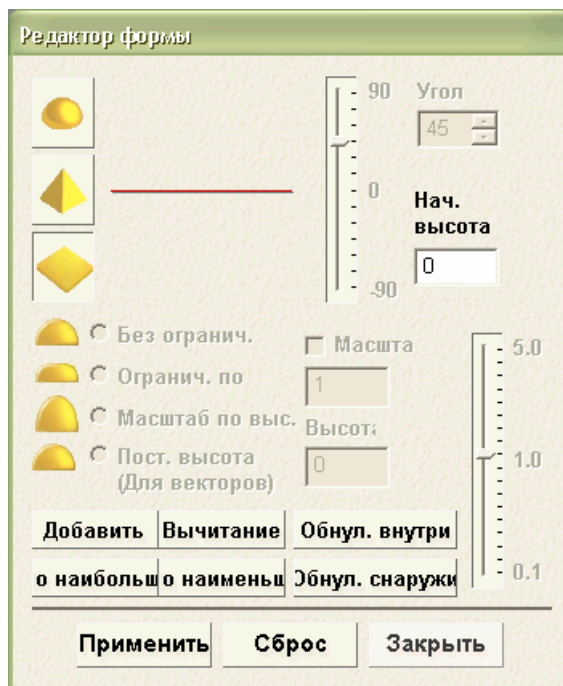 Редактор формы
90
Угол
45
0
Нач.
высота
0
-90
Без огранич.
Масшта
5.0
Огранич. по
1
Масштаб по выс.
Высота
Пост. высота
(Для векторов)
0
1.0
Добавить Вычитание Обнул. внутри
о наибольш о наименьш Обнул. снаружи
0.1
Применить Сброс Закрыть